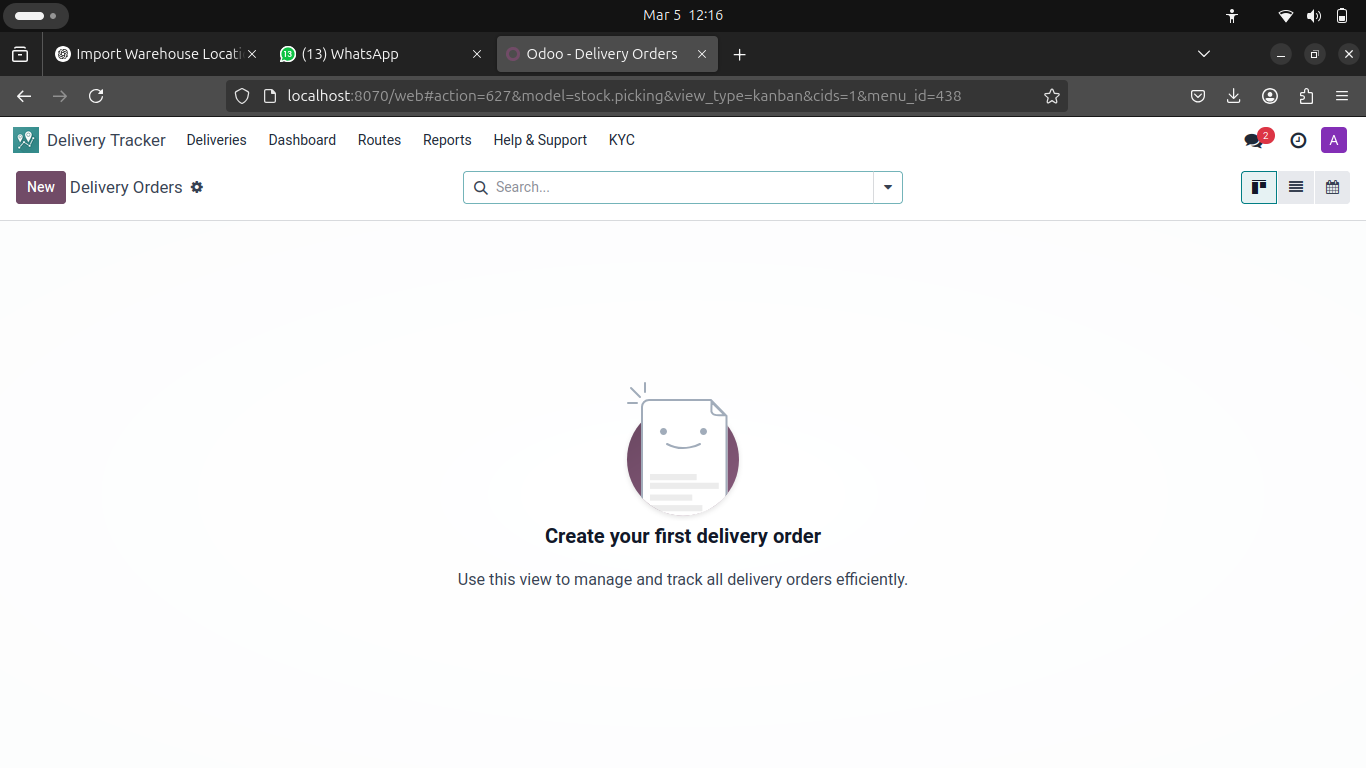 Mar 5 12:16
Import Warehouse Locati
13 (13) WhatsApp
Odoo - Delivery Orders
localhost:8070/web#action=627&model=stock.picking&view_type=kanban&cids=1&menu_id=438
Delivery Tracker Deliveries Dashboard Routes Reports Help & Support KYC 2 A
New Delivery Orders Search...
Create your first delivery order
Use this view to manage and track all delivery orders efficiently.